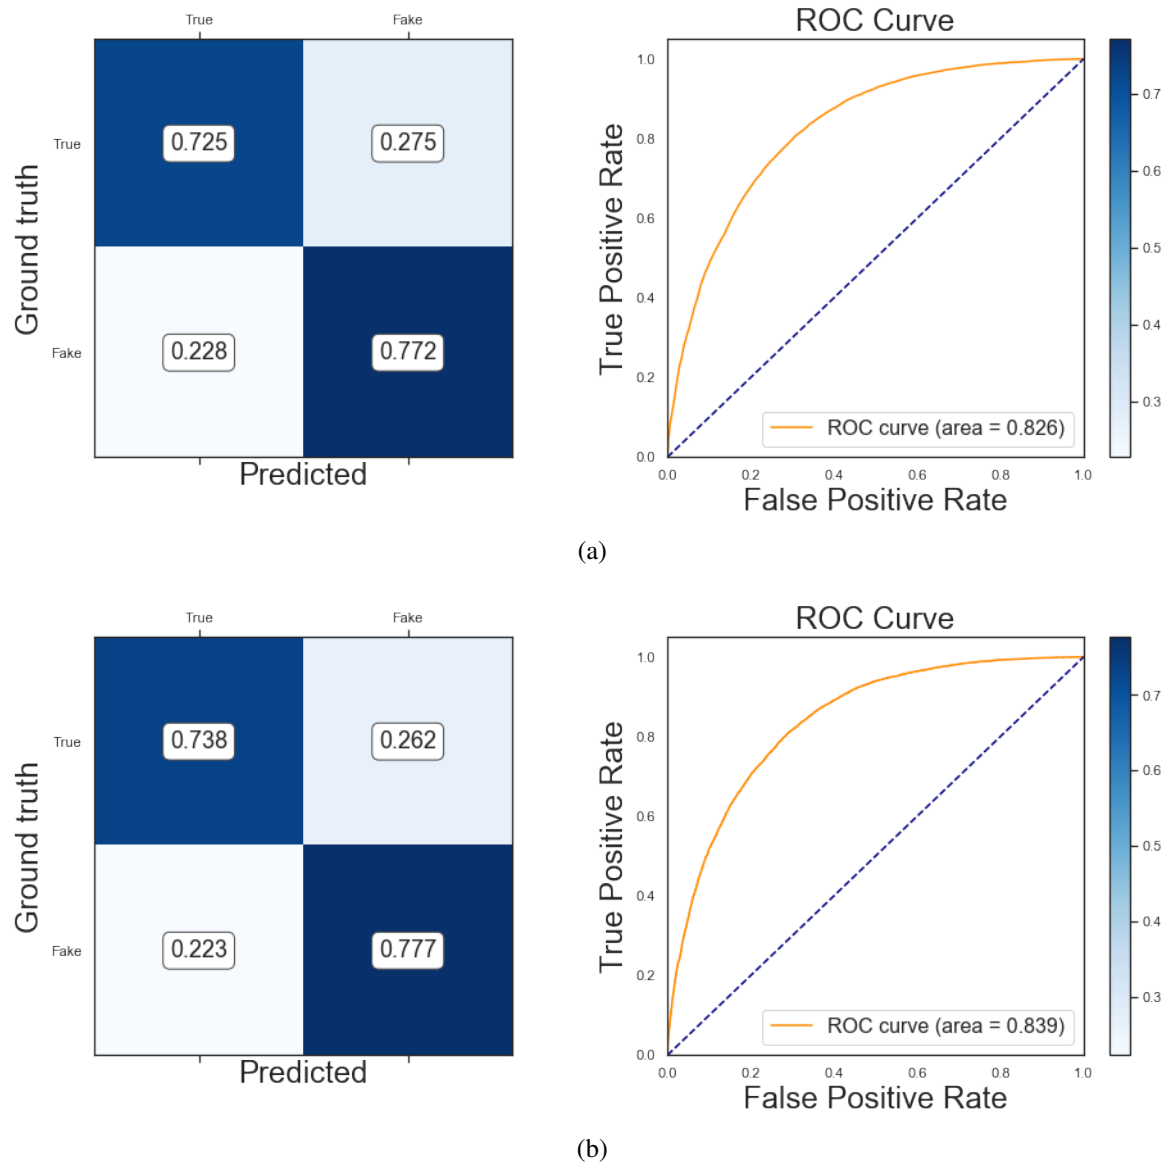 True Fake
Ground truth
True
0.725 0.275
Fake
0.228 0.772
Predicted
ROC Curve
True Positive Rate
1.0
0.8
0.6
0.4
0.2
0.0
0.0 0.2 0.4 0.6 0.8 1.0
False Positive Rate
ROC curve (area = 0.826)
0.7
0.6
0.5
0.4
0.3
(a)
True Fake
Ground truth
True
0.738 0.262
Fake
0.223 0.777
Predicted
ROC Curve
True Positive Rate
1.0
0.8
0.6
0.4
0.2
0.0
0.0 0.2 0.4 0.6 0.8 1.0
False Positive Rate
ROC curve (area = 0.839)
0.7
0.6
0.5
0.4
0.3
(b)